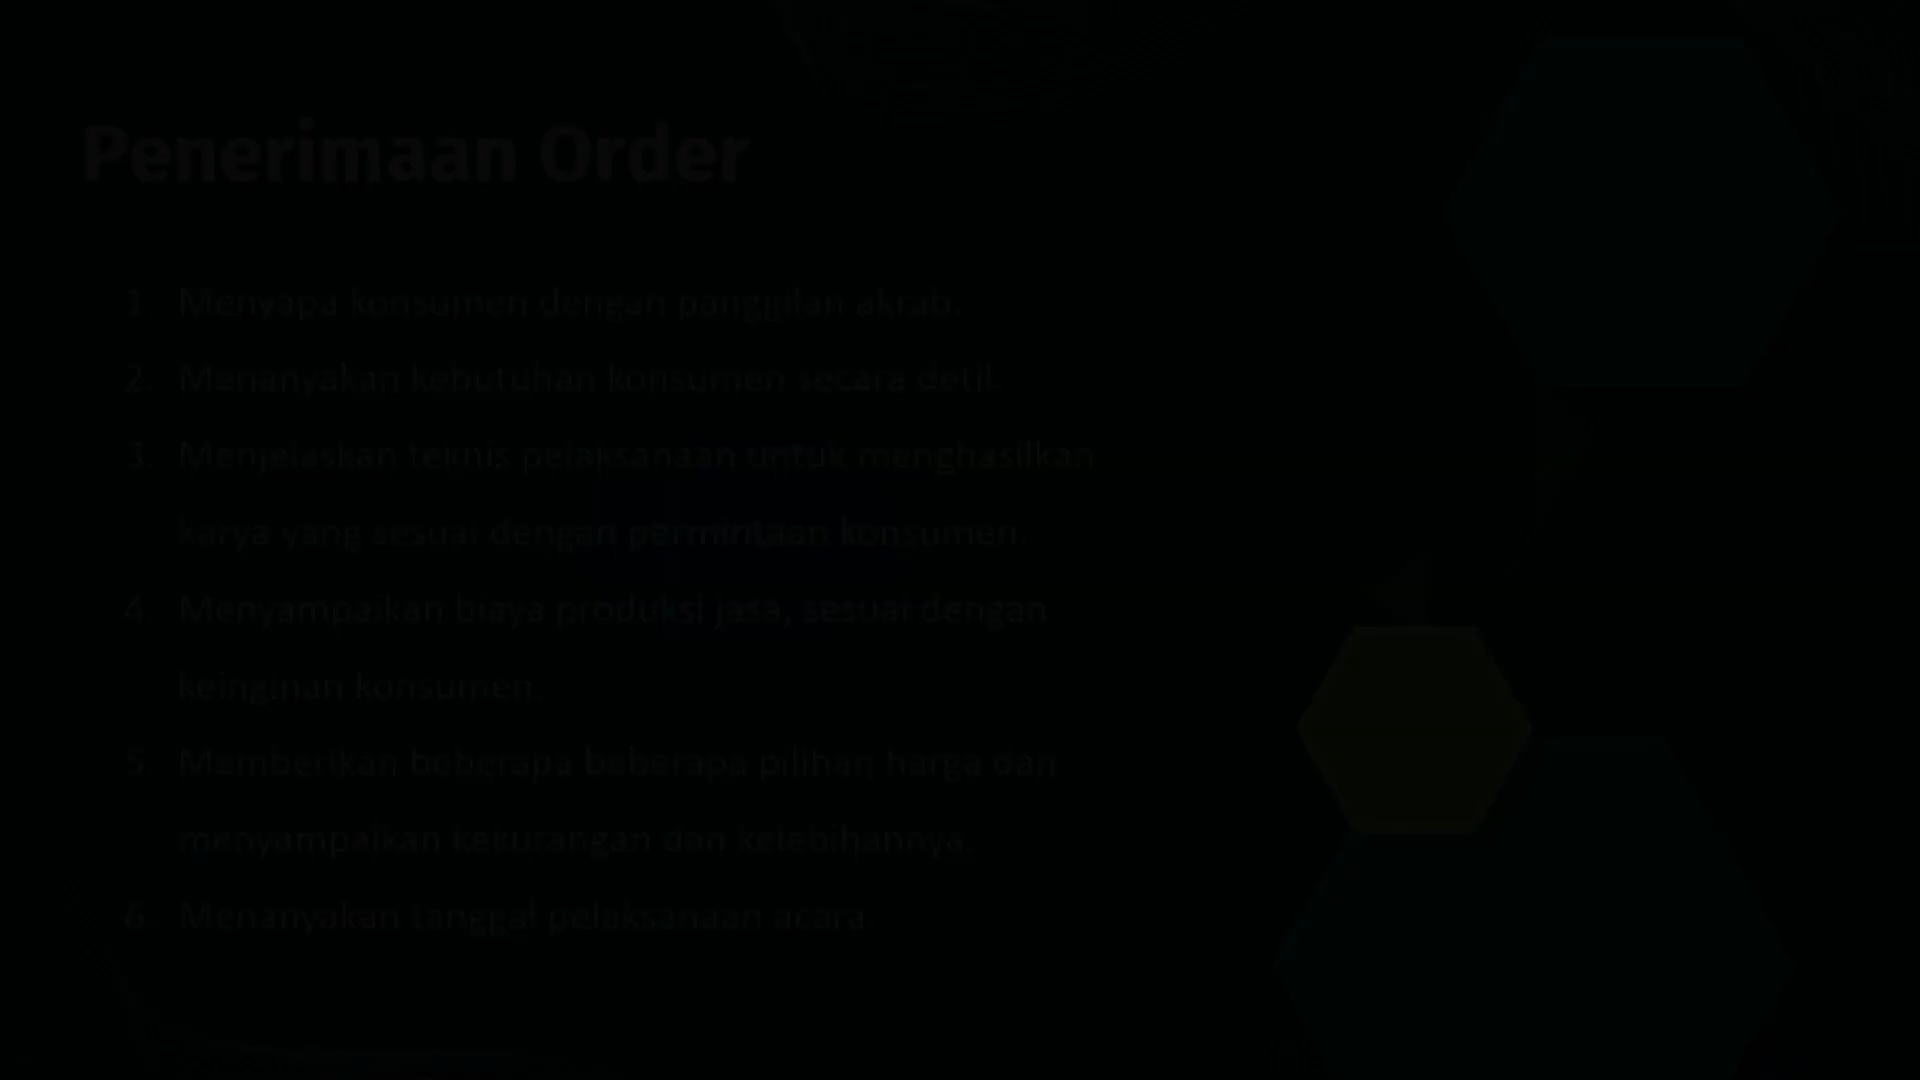 Penerimaan Order
1. Menyapa konsumen dengan panggilan akrab.
2. Menanyakan kebutuhan konsumen secara detil.
3. Menjelaskan teknis pelaksanaan untuk menghasilkan
karya yang sesuai dengan permintaan konsumen.
4. Menyampaikan biaya produksi jasa, sesuai dengan
keinginan konsumen.
5. Memberikan beberapa beberapa pilihan harga dan
menyampaikan kekurangan dan kelebihannya.
6. Menanyakan tanggal pelaksanaan acara.